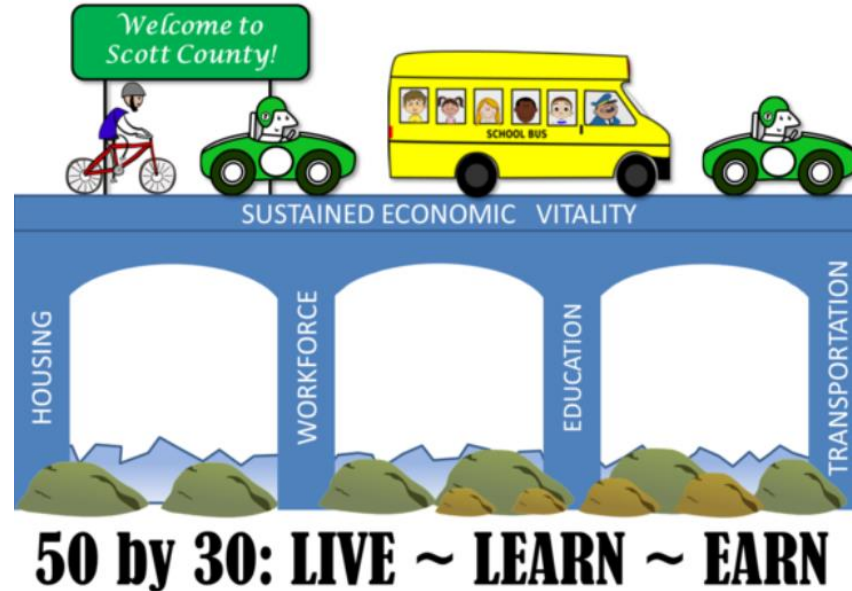 Welcome to
Scott County!
SCHOOL BUS
SUSTAINED ECONOMIC VITALITY
HOUSING
WORKFORCE
EDUCATION
TRANSPORTATION
50 by 30: LIVE ~ LEARN ~ EARN